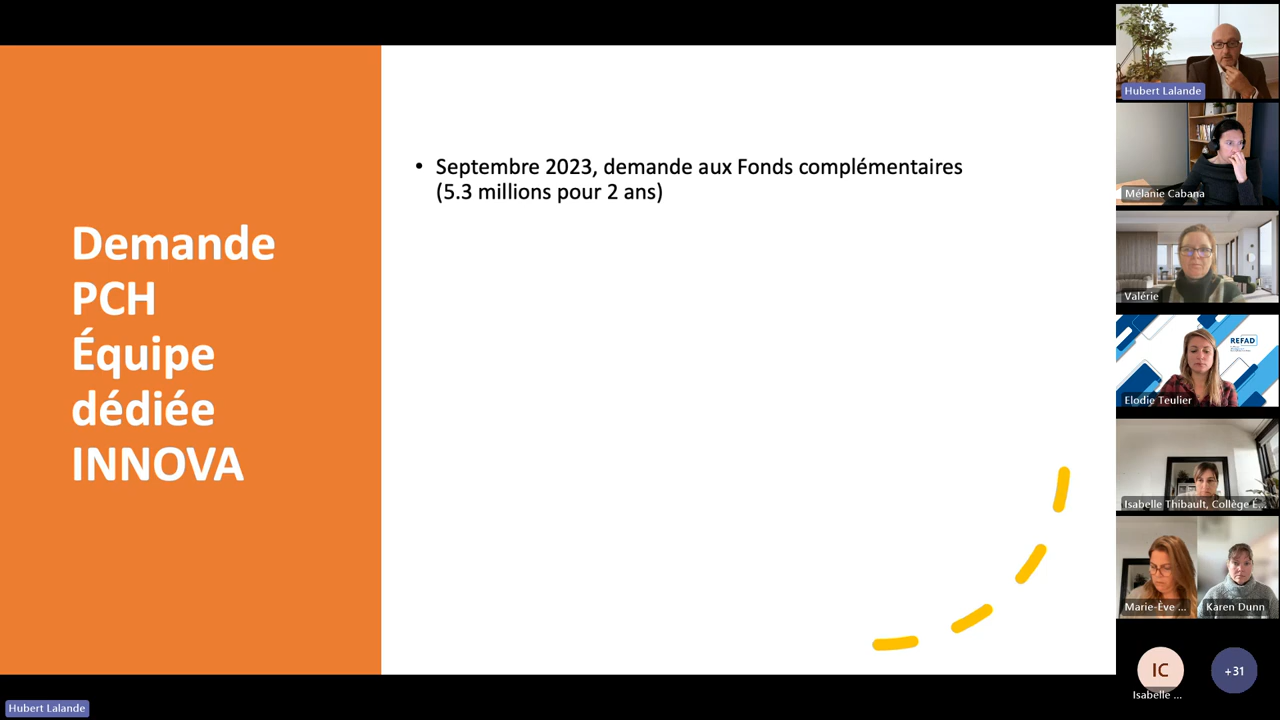 Demande
PCH
Équipe
dédiée
INNOVA
• Septembre 2023, demande aux Fonds complémentaires
(5.3 millions pour 2 ans)
Hubert Lalande
Mélanie Cabana
Valérie
REFAD
Elodie Teulier
Isabelle Thibault, Collège É...
Marie-Ève ...
Karen Dunn
IC
+31
Isabelle ...
Hubert Lalande